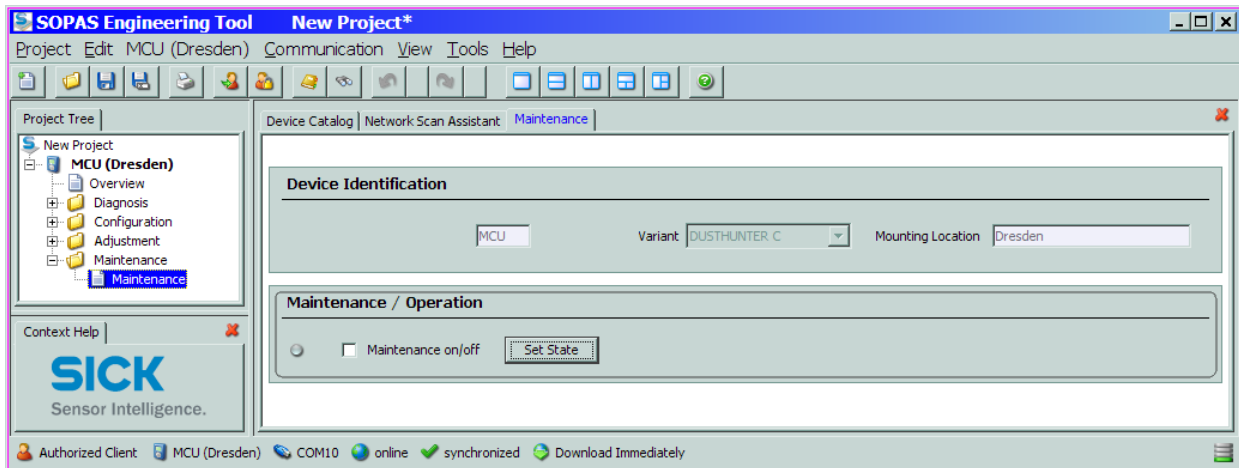 SOPAS Engineering Tool New Project*
Project Edit MCU (Dresden) Communication View Tools Help
Project Tree
New Project
MCU (Dresden)
Overview
Diagnosis
Configuration
Adjustment
Maintenance
Maintenance
Context Help
SICK
Sensor Intelligence.
Device Catalog Network Scan Assistant Maintenance
Device Identification
MCU Variant DUSTHUNTER C Mounting Location Dresden
Maintenance / Operation
Maintenance on/off Set State
Authorized Client MCU (Dresden) COM10 online synchronized Download Immediately